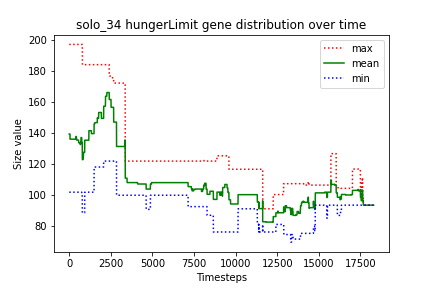 solo_34 hungerLimit gene distribution over time
200
180
160
140
120
100
80
Size value
max
mean
min
0
2500
5000
7500
10000
12500
15000
17500
Timesteps